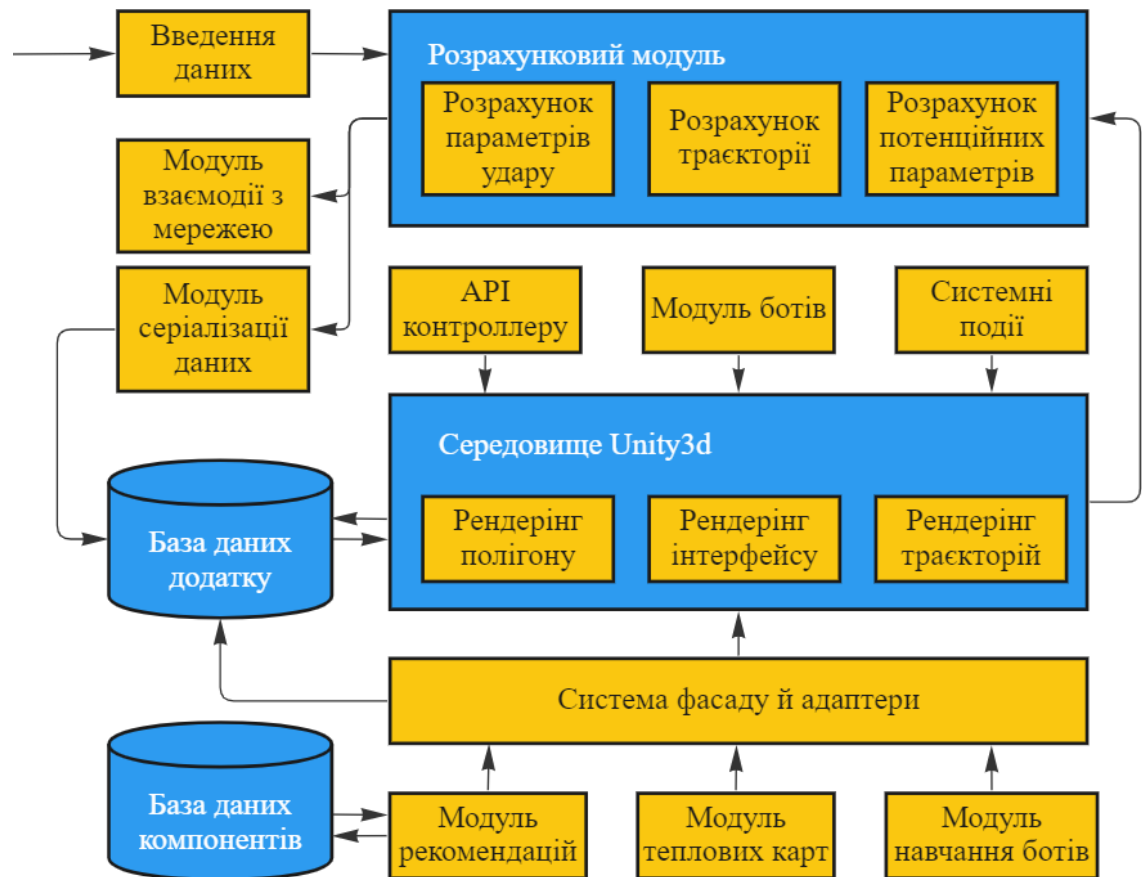 Введення
даних
Розрахунковий модуль
Розрахунок
параметрів
удару
Розрахунок
траєкторії
Розрахунок
потенційних
параметрів
Модуль
взаємодії з
мережею
Модуль
серіалізації
даних
API
контроллеру
Модуль ботів
Системні
події
Середовище Unity3d
Рендерінг
полігону
Рендерінг
інтерфейсу
Рендерінг
траєкторій
База даних
додатку
Система фасаду й адаптери
База даних
компонентів
Модуль
рекомендацій
Модуль
теплових карт
Модуль
навчання ботів